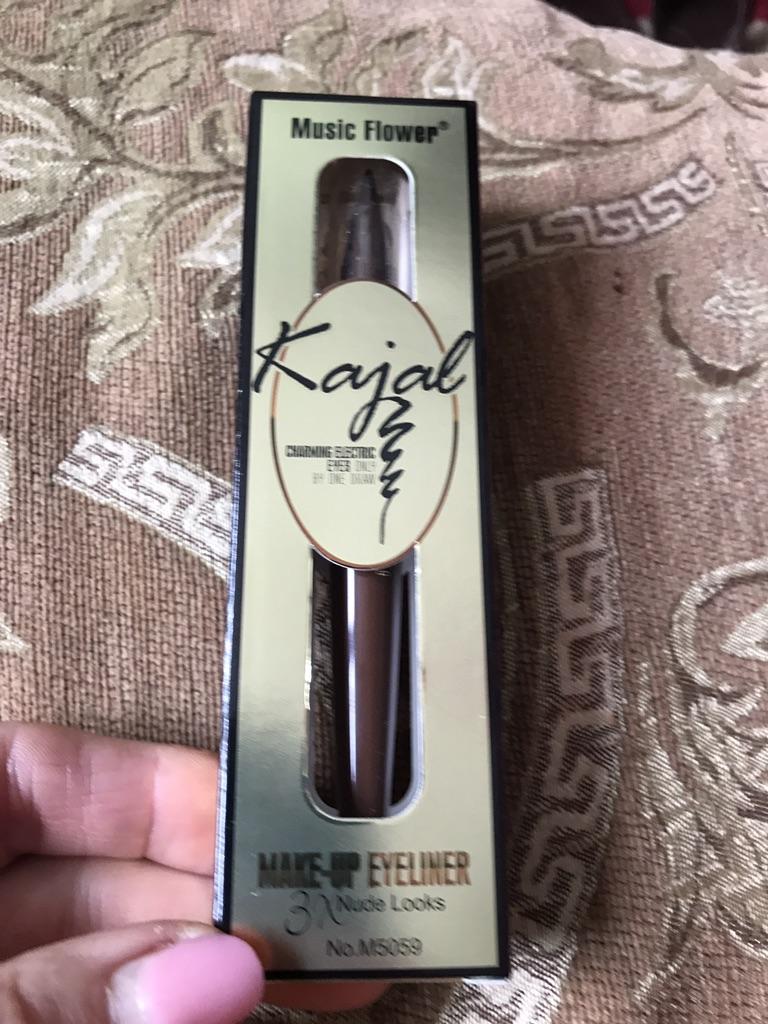 Music Flower®
Kajal
CHARMING ELECTRIC
EYES ONLY
BY ONE DRAW
MAKE-UP EYELINER
3X Nude Looks
No.M5059